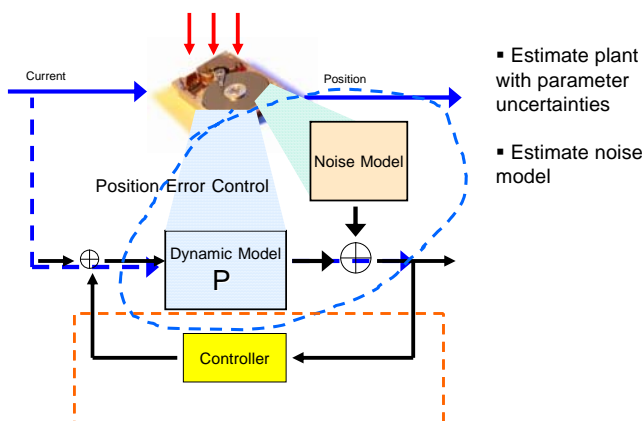 Current
Position
▪ Estimate plant
with parameter
uncertainties
▪ Estimate noise
model
Noise Model
Position Error Control
Dynamic Model
P
Controller